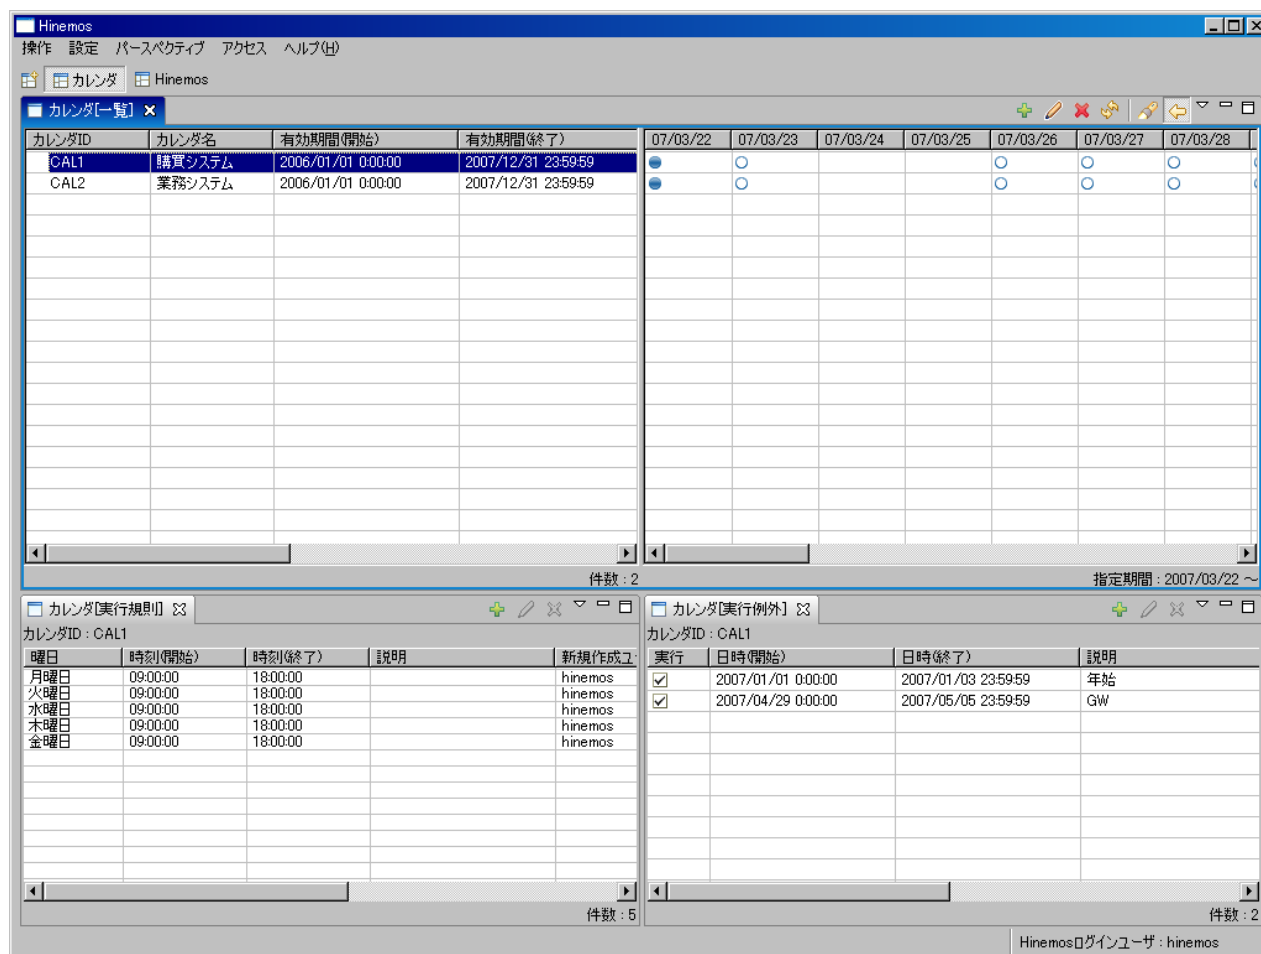 Hinemos
操作 設定 パースペクティブ アクセス ヘルプ(H)
カレンダ Hinemos
カレンダ[一覧]
カレンダID カレンダ名 有効期間(開始) 有効期間(終了) 07/03/22 07/03/23 07/03/24 07/03/25 07/03/26 07/03/27 07/03/28
CAL1 購買システム 2006/01/01 0:00:00 2007/12/31 23:59:59
CAL2 業務システム 2006/01/01 0:00:00 2007/12/31 23:59:59
件数 : 2 指定期間 : 2007/03/22 ~
カレンダ[実行規則]
カレンダID : CAL1
曜日 時刻(開始) 時刻(終了) 説明 新規作成ユ
月曜日 09:00:00 18:00:00 hinemos
火曜日 09:00:00 18:00:00 hinemos
水曜日 09:00:00 18:00:00 hinemos
木曜日 09:00:00 18:00:00 hinemos
金曜日 09:00:00 18:00:00 hinemos
件数 : 5
カレンダ[実行例外]
カレンダID : CAL1
実行 日時(開始) 日時(終了) 説明
2007/01/01 0:00:00 2007/01/03 23:59:59 年始
2007/04/29 0:00:00 2007/05/05 23:59:59 GW
件数 : 2
Hinemosログインユーザ : hinemos